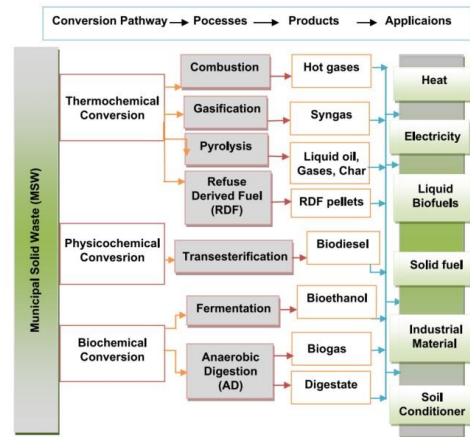 Conversion Pathway Pocesses Products Applicaions
Municipal Solid Waste (MSW)
Thermochemical
Conversion
Combustion
Hot gases
Gasification
Syngas
Pyrolysis
Liquid oil,
Gases, Char
Refuse
Derived Fuel
(RDF)
RDF pellets
Physicochemical
Convesrion
Transesterification
Biodiesel
Biochemical
Conversion
Fermentation
Bioethanol
Anaerobic
Digestion
(AD)
Biogas
Digestate
Heat
Electricity
Liquid
Biofuels
Solid fuel
Industrial
Material
Soil
Conditioner